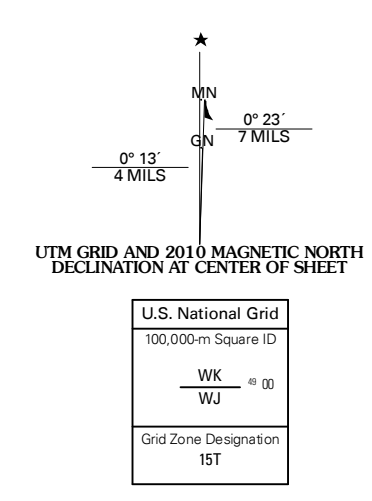 MN
0° 23´
7 MILS
GN
0° 13´
4 MILS
UTM GRID AND 2010 MAGNETIC NORTH
DECLINATION AT CENTER OF SHEET
U.S. National Grid
100,000-m Square ID
WK
49 00
WJ
Grid Zone Designation
15T